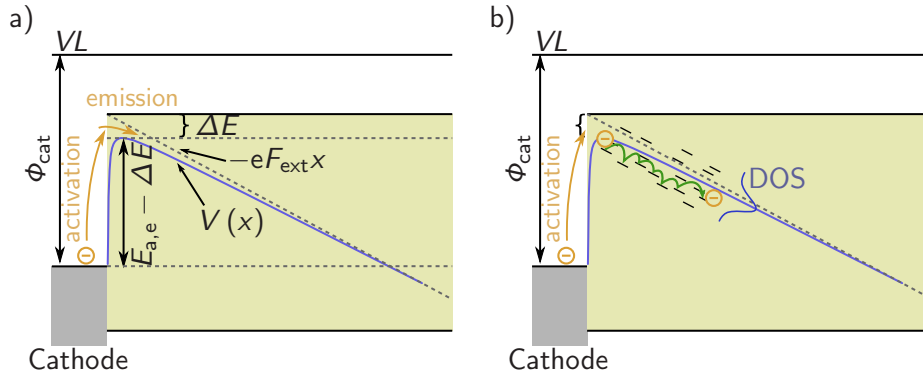 a)
VL
emission
ΔE
Φcat
activation
Ea,e − ΔE
−eFextx
V (x)
−
Cathode
b)
VL
Φcat
activation
−
−
−
DOS
Cathode